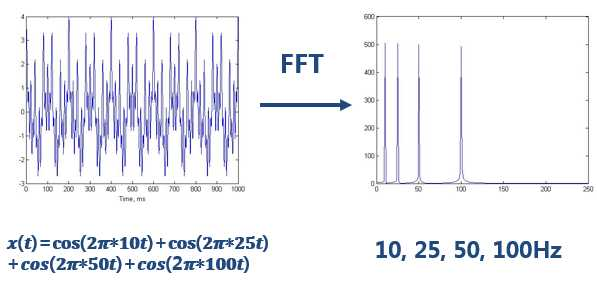 4
3
2
1
0
-1
-2
-3
0 100 200 300 400 500 600 700 800 900 1000
Time, ms
FFT
600
500
400
300
200
100
0
0 50 100 150 200 250
x(t)=cos(2π*10t)+cos(2π*25t)
+cos(2π*50t)+cos(2π*100t)
10, 25, 50, 100Hz